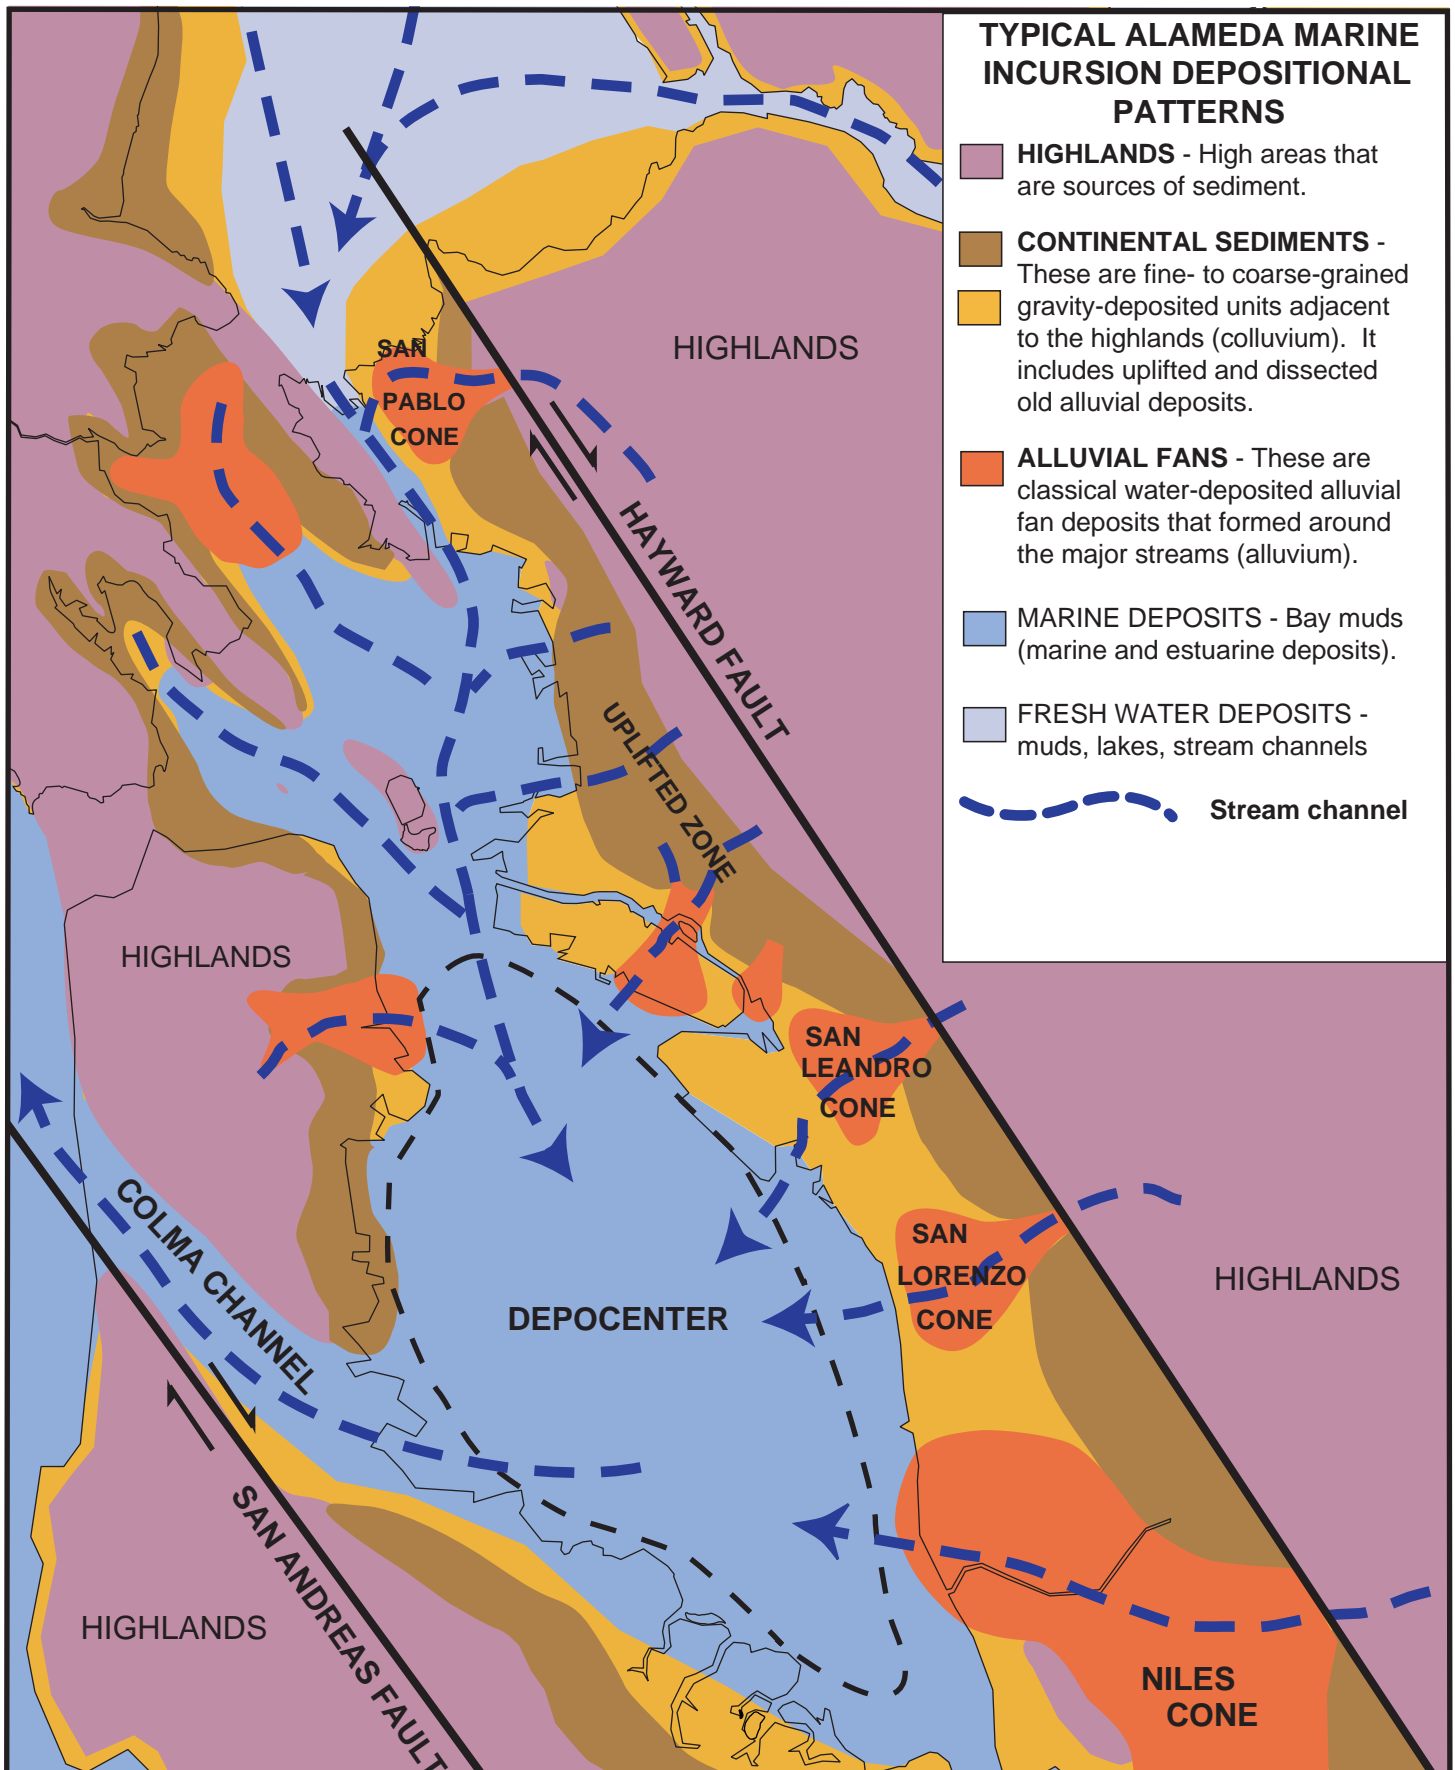 TYPICAL ALAMEDA MARINE
INCURSION DEPOSITIONAL
PATTERNS
HIGHLANDS - High areas that
are sources of sediment.
CONTINENTAL SEDIMENTS -
These are fine- to coarse-grained
gravity-deposited units adjacent
to the highlands (colluvium).  It
includes uplifted and dissected
old alluvial deposits.
ALLUVIAL FANS - These are
classical water-deposited alluvial
fan deposits that formed around
the major streams (alluvium).
MARINE DEPOSITS - Bay muds
(marine and estuarine deposits).
FRESH WATER DEPOSITS -
muds, lakes, stream channels
Stream channel
HIGHLANDS
SAN
PABLO
CONE
HAYWARD FAULT
UPLIFTED ZONE
HIGHLANDS
SAN
LEANDRO
CONE
COLMA CHANNEL
SAN
LORENZO
CONE
HIGHLANDS
DEPOCENTER
SAN ANDREAS FAULT
HIGHLANDS
NILES
CONE